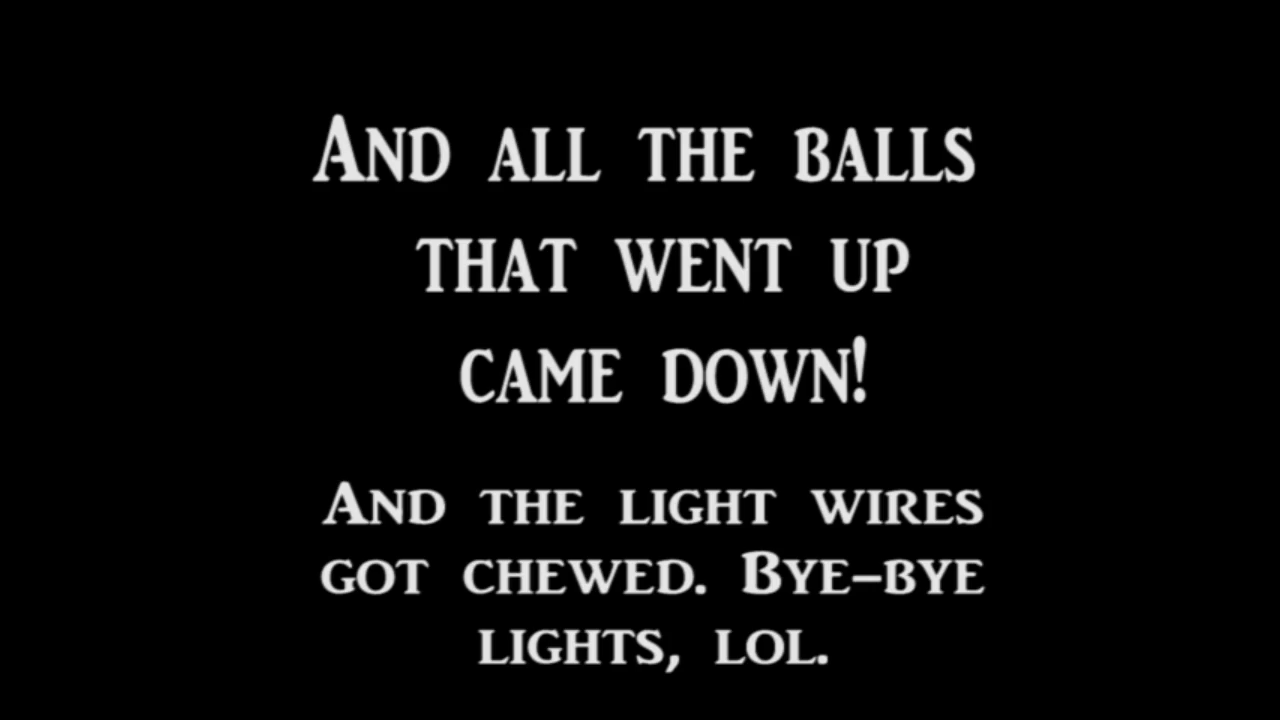 And all the balls
that went up
came down!
And the light wires
got chewed. Bye-bye
lights, lol.